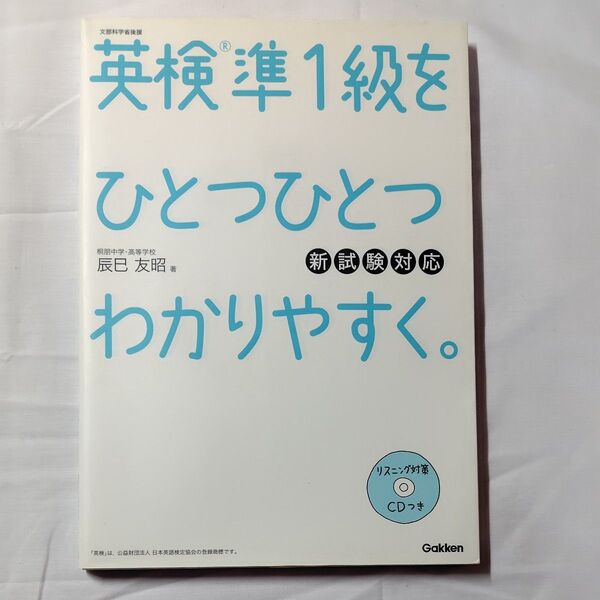 文部科学省後援
英検®準1級を
ひとつひとつ
桐朋中学・高等学校
辰巳 友昭 著
新試験対応
わかりやすく。
リスニング対策
CDつき
Gakken
「英検」は、公益財団法人 日本英語検定協会の登録商標です。